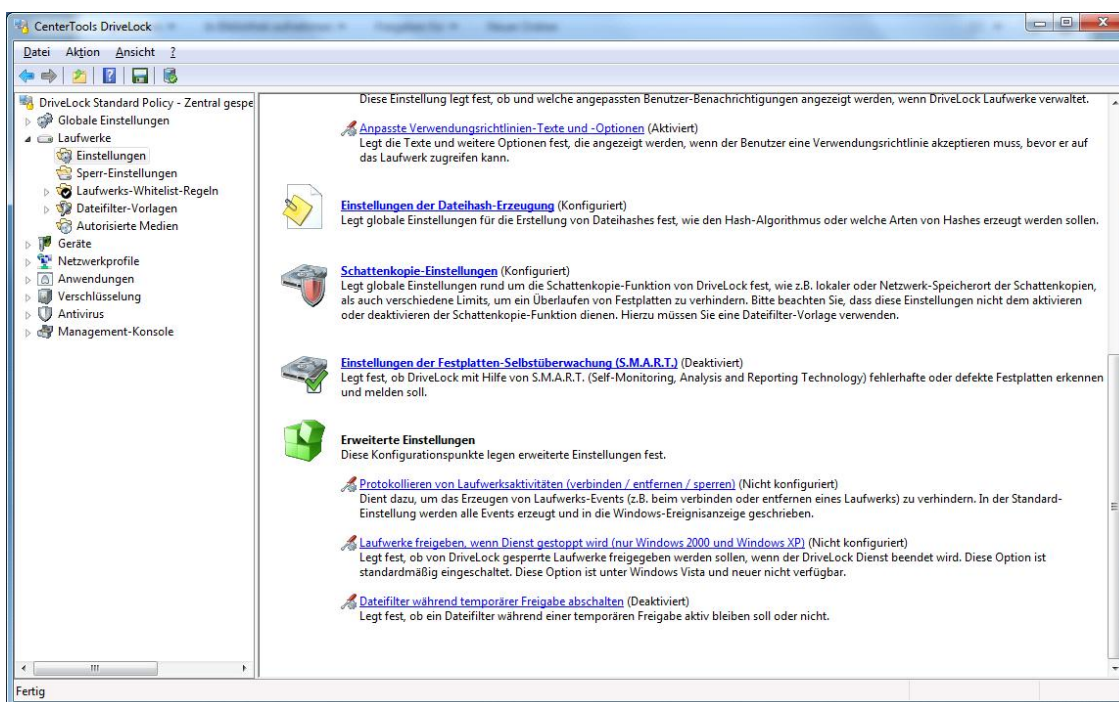 CenterTools DriveLock
Datei Aktion Ansicht ?
DriveLock Standard Policy - Zentral gespe
Globale Einstellungen
Laufwerke
Einstellungen
Sperr-Einstellungen
Laufwerks-Whitelist-Regeln
Dateifilter-Vorlagen
Autorisierte Medien
Geräte
Netzwerkprofile
Anwendungen
Verschlüsselung
Antivirus
Management-Konsole
Diese Einstellung legt fest, ob und welche angepassten Benutzer-Benachrichtigungen angezeigt werden, wenn DriveLock Laufwerke verwaltet.
Anpasste Verwendungsrichtlinien-Texte und -Optionen (Aktiviert)
Legt die Texte und weitere Optionen fest, die angezeigt werden, wenn der Benutzer eine Verwendungsrichtlinie akzeptieren muss, bevor er auf
das Laufwerk zugreifen kann.
Einstellungen der Dateihash-Erzeugung (Konfiguriert)
Legt globale Einstellungen für die Erstellung von Dateihashes fest, wie den Hash-Algorithmus oder welche Arten von Hashes erzeugt werden sollen.
Schattenkopie-Einstellungen (Konfiguriert)
Legt globale Einstellungen rund um die Schattenkopie-Funktion von DriveLock fest, wie z.B. lokaler oder Netzwerk-Speicherort der Schattenkopien,
als auch verschiedene Limits, um ein Überlaufen von Festplatten zu verhindern. Bitte beachten Sie, dass diese Einstellungen nicht dem aktivieren
oder deaktivieren der Schattenkopie-Funktion dienen. Hierzu müssen Sie eine Dateifilter-Vorlage verwenden.
Einstellungen der Festplatten-Selbstüberwachung (S.M.A.R.T.) (Deaktiviert)
Legt fest, ob DriveLock mit Hilfe von S.M.A.R.T. (Self-Monitoring, Analysis and Reporting Technology) fehlerhafte oder defekte Festplatten erkennen
und melden soll.
Erweiterte Einstellungen
Diese Konfigurationspunkte legen erweiterte Einstellungen fest.
Protokollieren von Laufwerksaktivitäten (verbinden / entfernen / sperren) (Nicht konfiguriert)
Dient dazu, um das Erzeugen von Laufwerks-Events (z.B. beim verbinden oder entfernen eines Laufwerks) zu verhindern. In der Standard-
Einstellung werden alle Events erzeugt und in die Windows-Ereignisanzeige geschrieben.
Laufwerke freigeben, wenn Dienst gestoppt wird (nur Windows 2000 und Windows XP) (Nicht konfiguriert)
Legt fest, ob von DriveLock gesperrte Laufwerke freigegeben werden sollen, wenn der DriveLock Dienst beendet wird. Diese Option ist
standardmäßig eingeschaltet. Diese Option ist unter Windows Vista und neuer nicht verfügbar.
Dateifilter während temporärer Freigabe abschalten (Deaktiviert)
Legt fest, ob ein Dateifilter während einer temporären Freigabe aktiv bleiben soll oder nicht.
Fertig